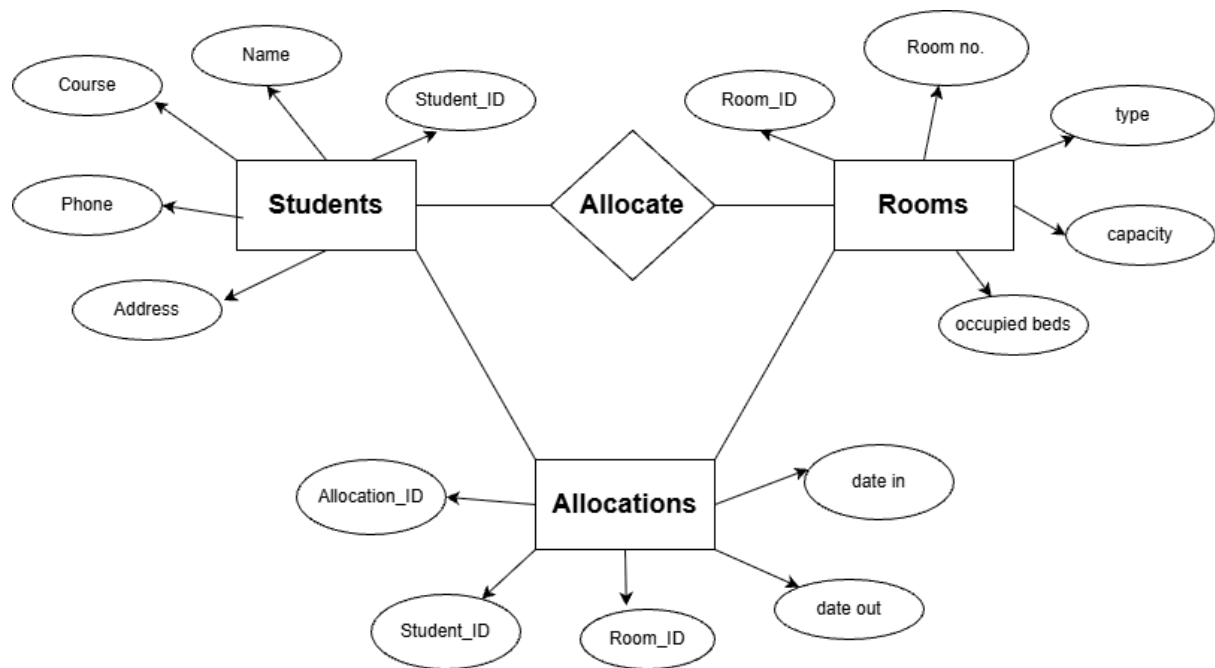 Name
Course
Student_ID
Phone
Students
Address
Allocate
Room no.
Room_ID
type
Rooms
capacity
occupied beds
Allocations
Allocation_ID
date in
Student_ID
Room_ID
date out